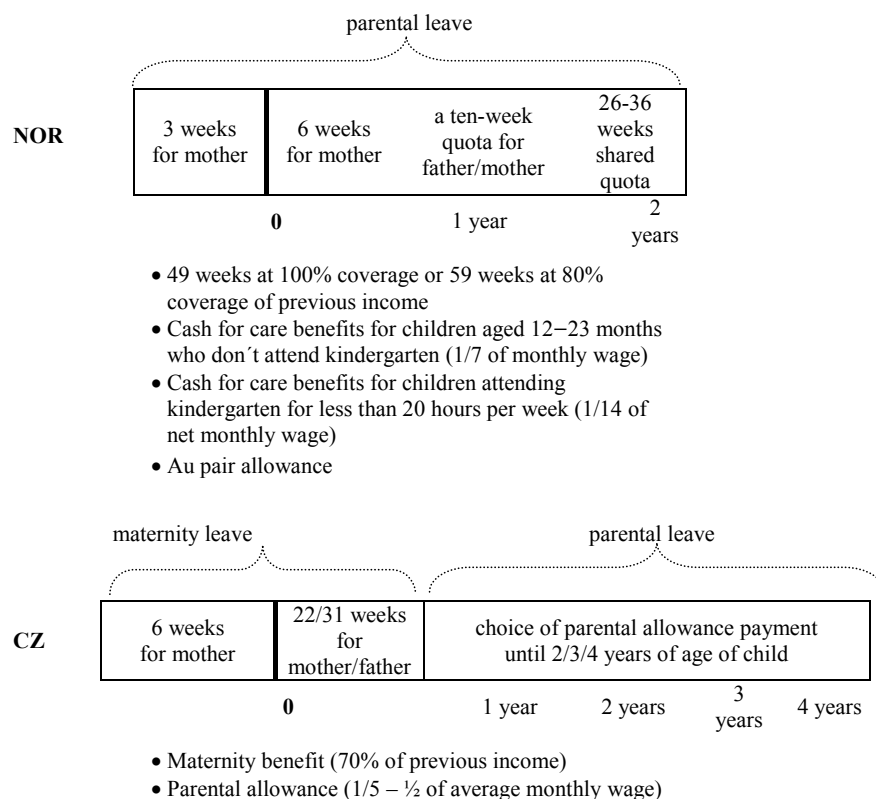 parental leave
NOR
3 weeks
for mother
6 weeks
for mother
a ten-week
quota for
father/mother
26-36
weeks
shared
quota
0
1 year
2
years
• 49 weeks at 100% coverage or 59 weeks at 80%
coverage of previous income
• Cash for care benefits for children aged 12−23 months
who don´t attend kindergarten (1/7 of monthly wage)
• Cash for care benefits for children attending
kindergarten for less than 20 hours per week (1/14 of
net monthly wage)
• Au pair allowance
maternity leave
parental leave
CZ
6 weeks
for mother
22/31 weeks
for
mother/father
choice of parental allowance payment
until 2/3/4 years of age of child
0
1 year
2 years
3
years
4 years
• Maternity benefit (70% of previous income)
• Parental allowance (1/5 – ½ of average monthly wage)